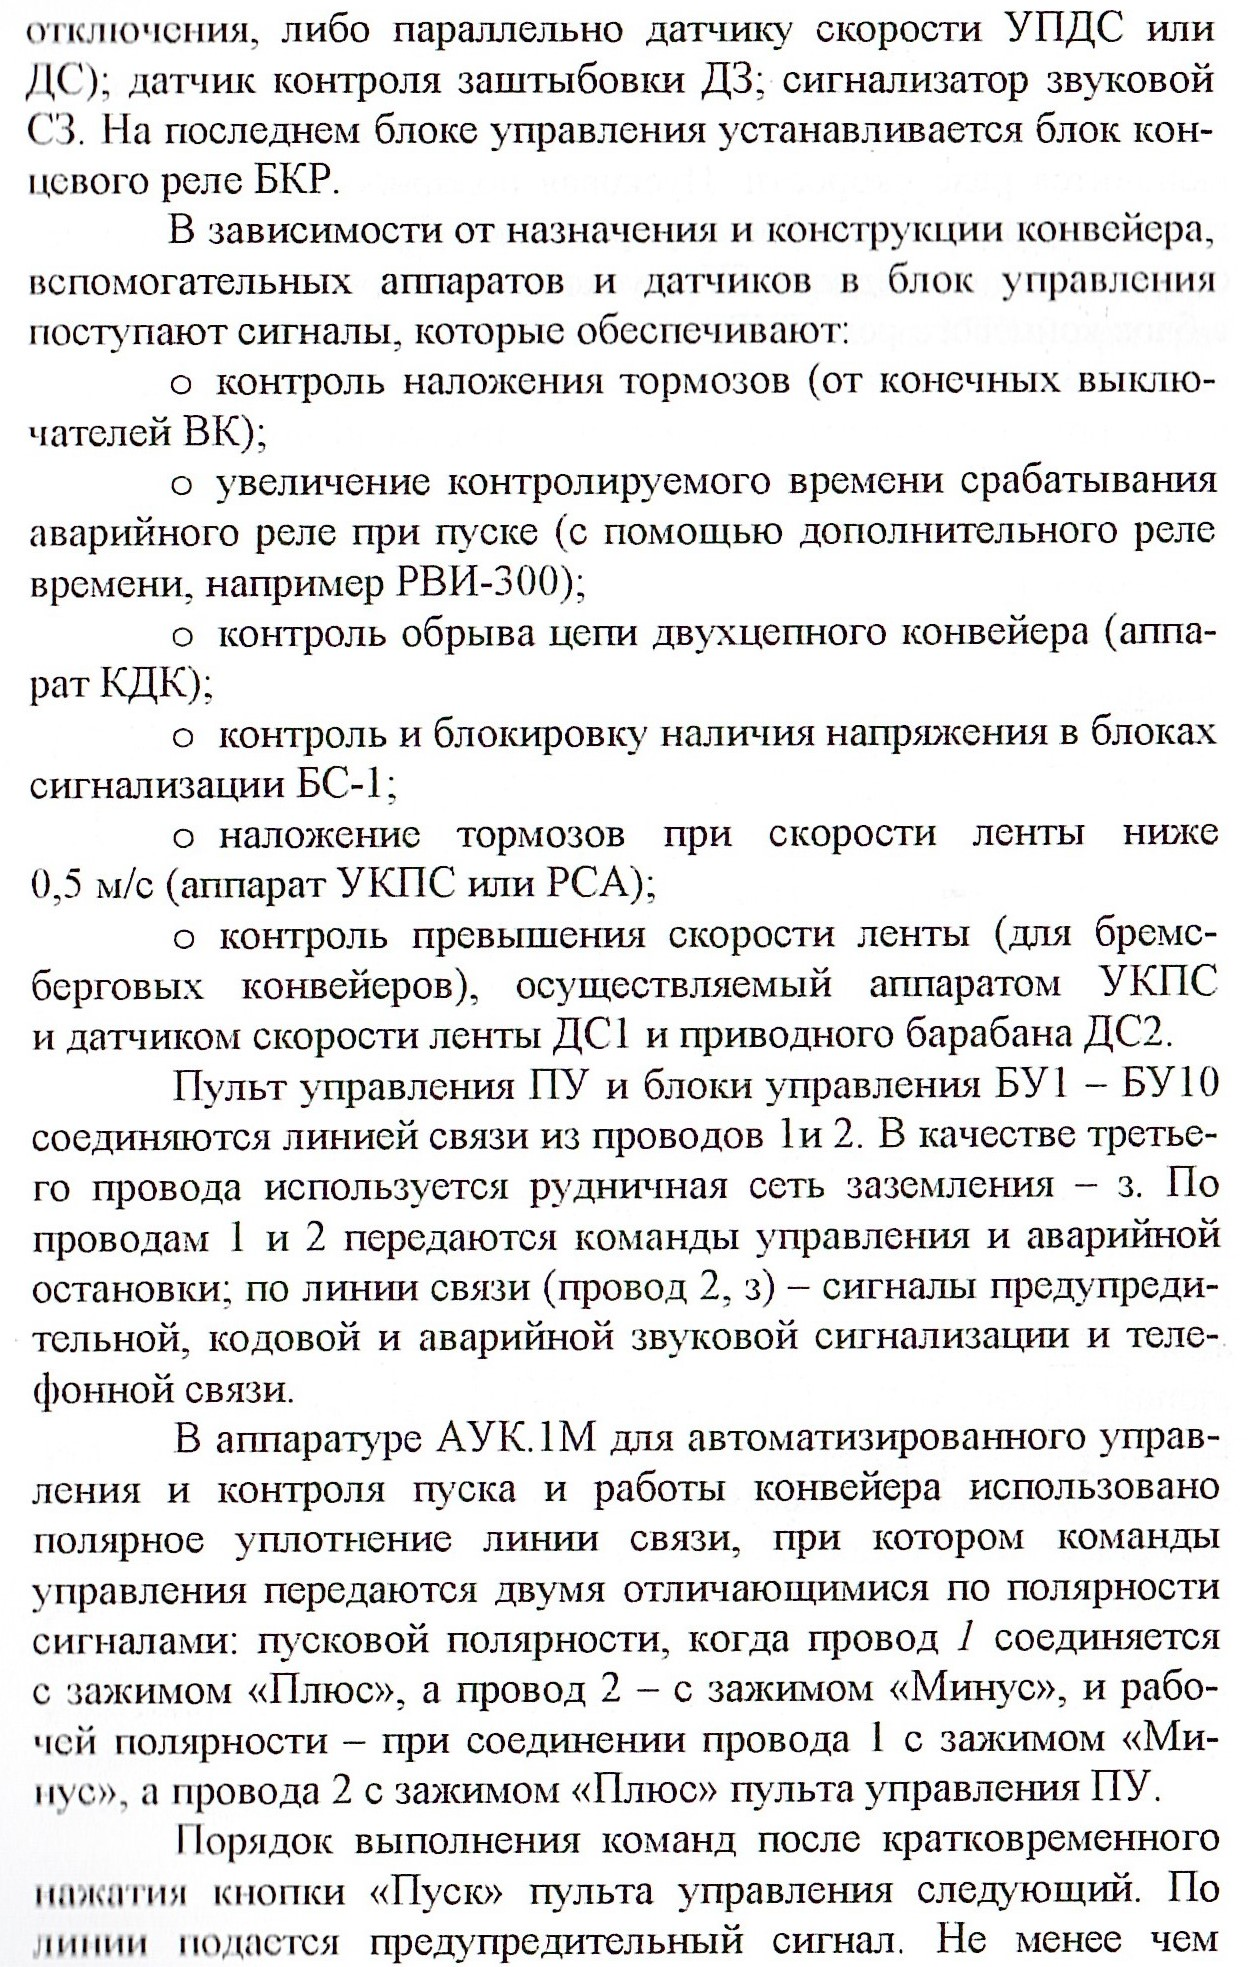 отключения, либо параллельно датчику скорости УПДС или
ДС); датчик контроля заштыбовки ДЗ; сигнализатор звуковой
СЗ. На последнем блоке управления устанавливается блок кон-
цевого реле БКР.
В зависимости от назначения и конструкции конвейера,
вспомогательных аппаратов и датчиков в блок управления
поступают сигналы, которые обеспечивают:
о контроль наложения тормозов (от конечных выклю-
чателей ВК);
о увеличение контролируемого времени срабатывания
аварийного реле при пуске (с помощью дополнительного реле
времени, например РВИ-300);
о контроль обрыва цепи двухцепного конвейера (аппа-
рат КДК);
о контроль и блокировку наличия напряжения в блоках
сигнализации БС-1;
о наложение тормозов при скорости ленты ниже
0,5 м/с (аппарат УКПС или РСА);
о контроль превышения скорости ленты (для бремс-
берговых конвейеров), осуществляемый аппаратом УКПС
и датчиком скорости ленты ДС1 и приводного барабана ДС2.
Пульт управления ПУ и блоки управления БУ1 – БУ10
соединяются линией связи из проводов 1и 2. В качестве третье-
го провода используется рудничная сеть заземления – з. По
проводам 1 и 2 передаются команды управления и аварийной
остановки; по линии связи (провод 2, з) – сигналы предупреди-
тельной, кодовой и аварийной звуковой сигнализации и теле-
фонной связи.
В аппаратуре АУК.1М для автоматизированного управ-
ления и контроля пуска и работы конвейера использовано
полярное уплотнение линии связи, при котором команды
управления передаются двумя отличающимися по полярности
сигналами: пусковой полярности, когда провод 1 соединяется
с зажимом «Плюс», а провод 2 – с зажимом «Минус», и рабо-
чей полярности – при соединении провода 1 с зажимом «Ми-
нус», а провода 2 с зажимом «Плюс» пульта управления ПУ.
Порядок выполнения команд после кратковременного
нажатия кнопки «Пуск» пульта управления следующий. По
линии подается предупредительный сигнал. Не менее чем